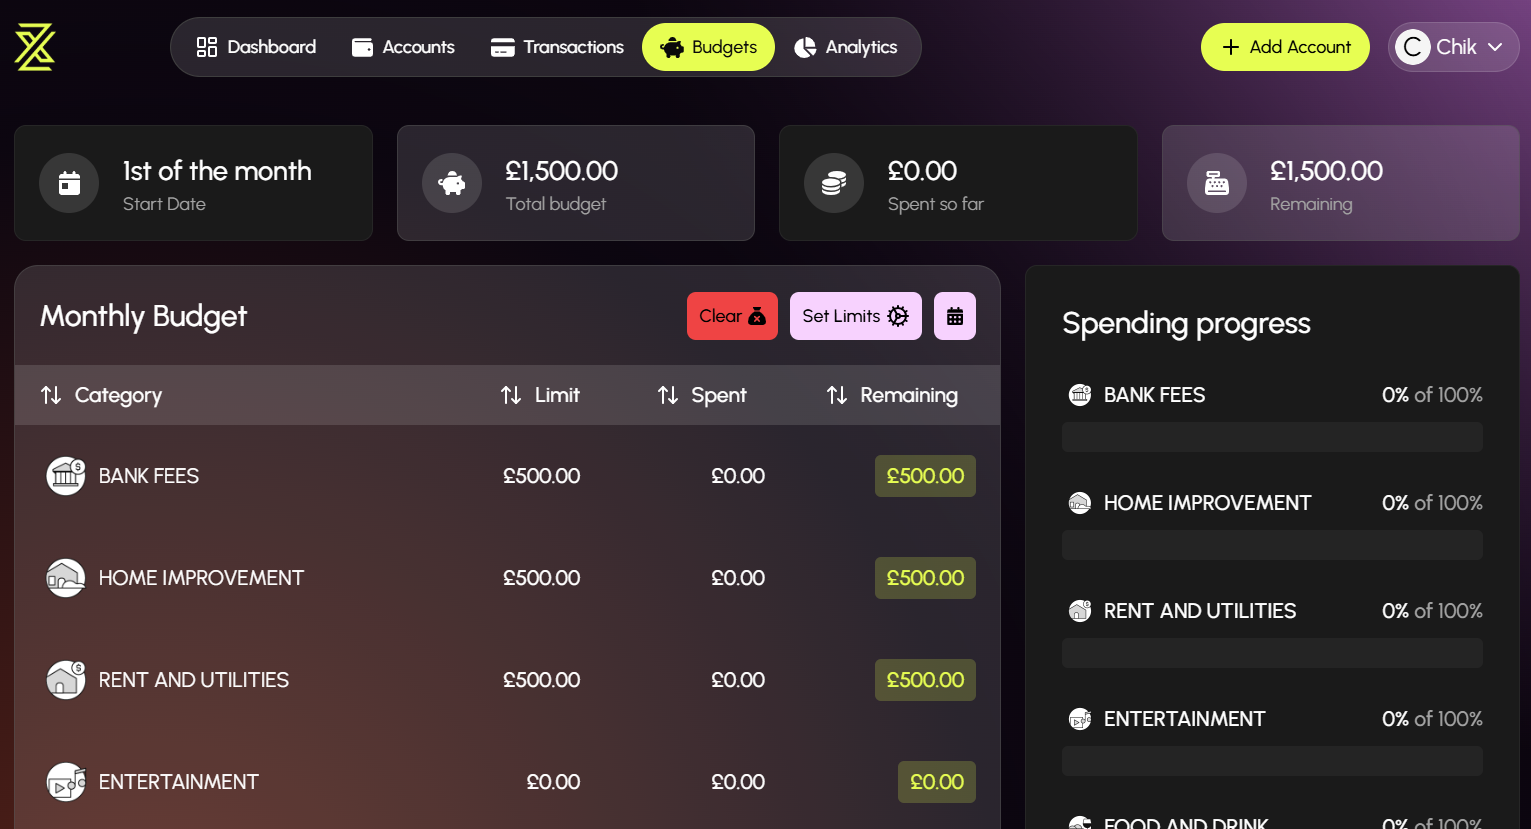 Dashboard
Accounts
Transactions
Budgets
Analytics
+ Add Account
C Chik
1st of the month
Start Date
£1,500.00
Total budget
£0.00
Spent so far
£1,500.00
Remaining
Monthly Budget
Clear
Set Limits
Category Limit Spent Remaining
BANK FEES £500.00 £0.00 £500.00
HOME IMPROVEMENT £500.00 £0.00 £500.00
RENT AND UTILITIES £500.00 £0.00 £500.00
ENTERTAINMENT £0.00 £0.00 £0.00
Spending progress
BANK FEES 0% of 100%
HOME IMPROVEMENT 0% of 100%
RENT AND UTILITIES 0% of 100%
ENTERTAINMENT 0% of 100%
FOOD AND DRINK 0% of 100%